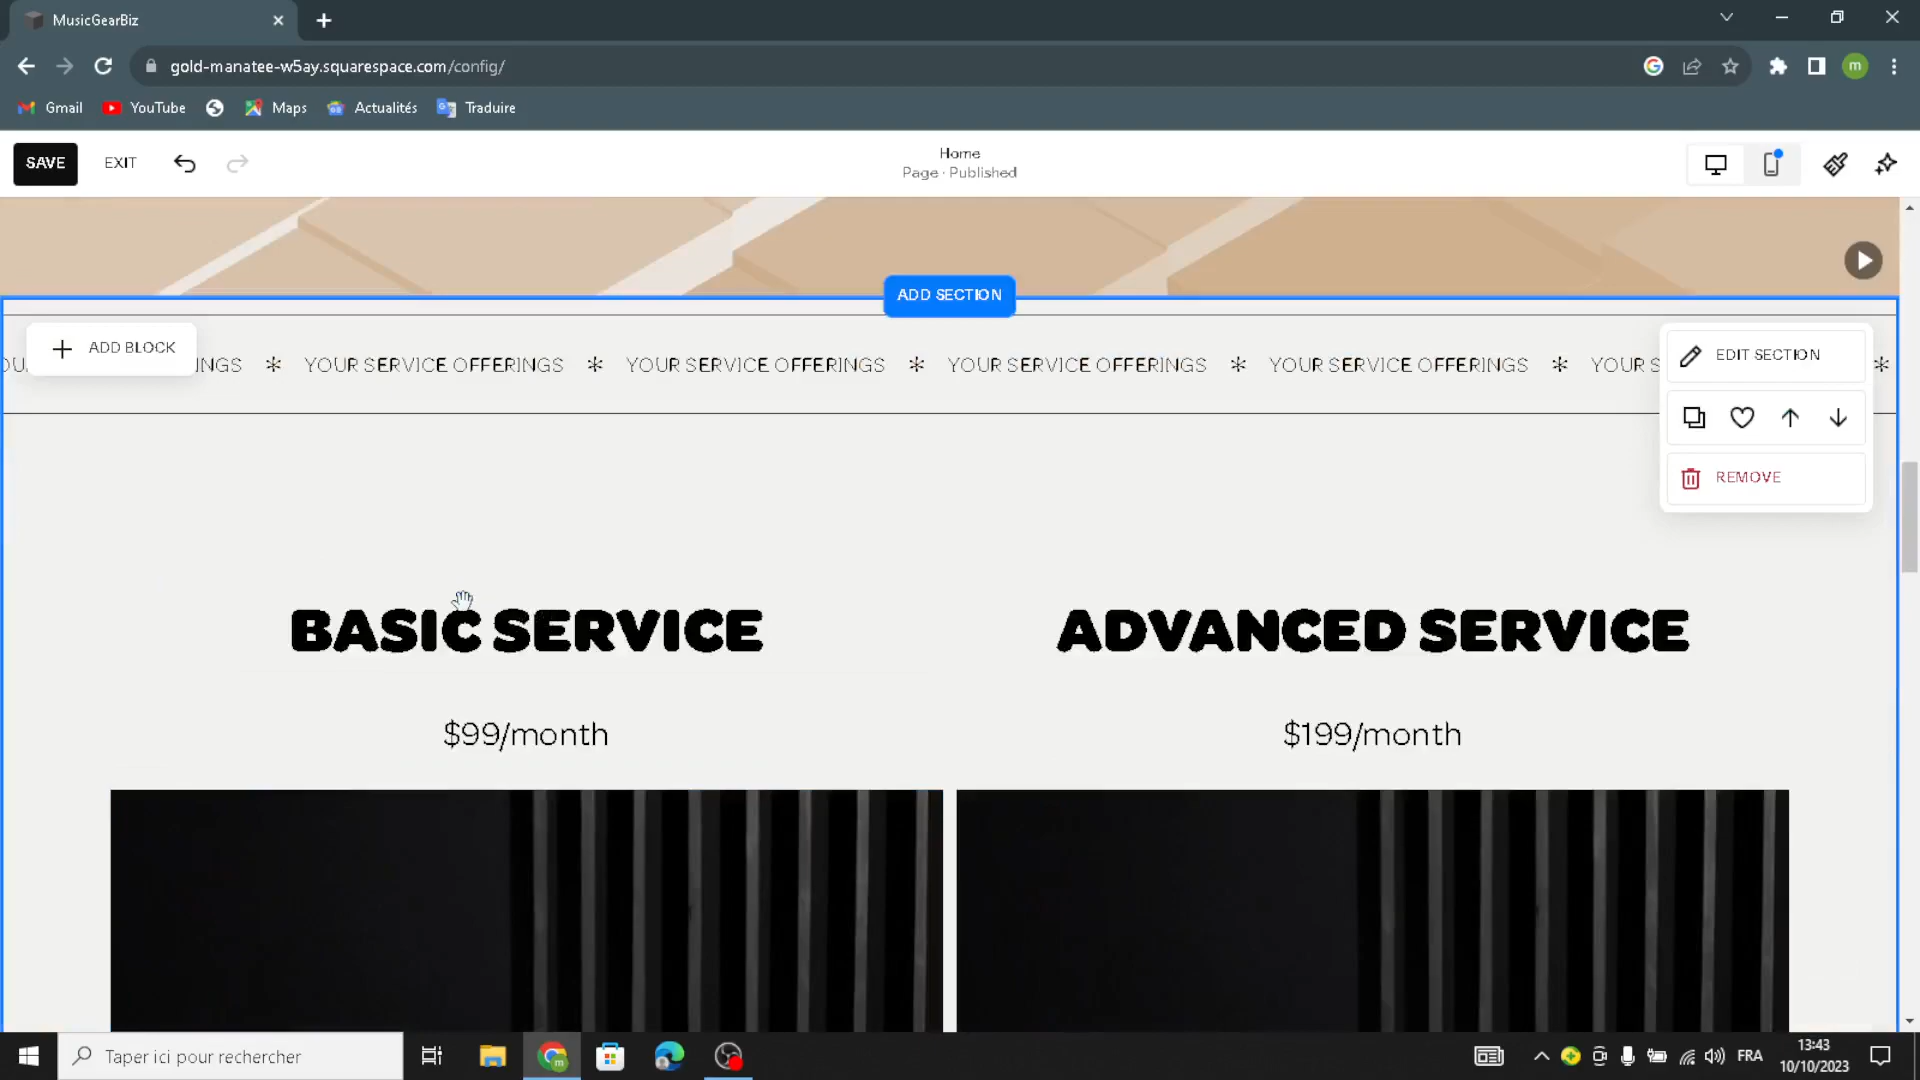 MusicGearBiz
gold-manatee-w5ay.squarespace.com/config/
m
Gmail YouTube Maps Actualités Traduire
SAVE EXIT
Home
Page · Published
ADD SECTION
ADD BLOCK
INGS * YOUR SERVICE OFFERINGS * YOUR SERVICE OFFERINGS * YOUR SERVICE OFFERINGS * YOUR SERVICE OFFERINGS * YOUR S *
EDIT SECTION
REMOVE
BASIC SERVICE ADVANCED SERVICE
$99/month $199/month
Taper ici pour rechercher
FRA
13:43
10/10/2023